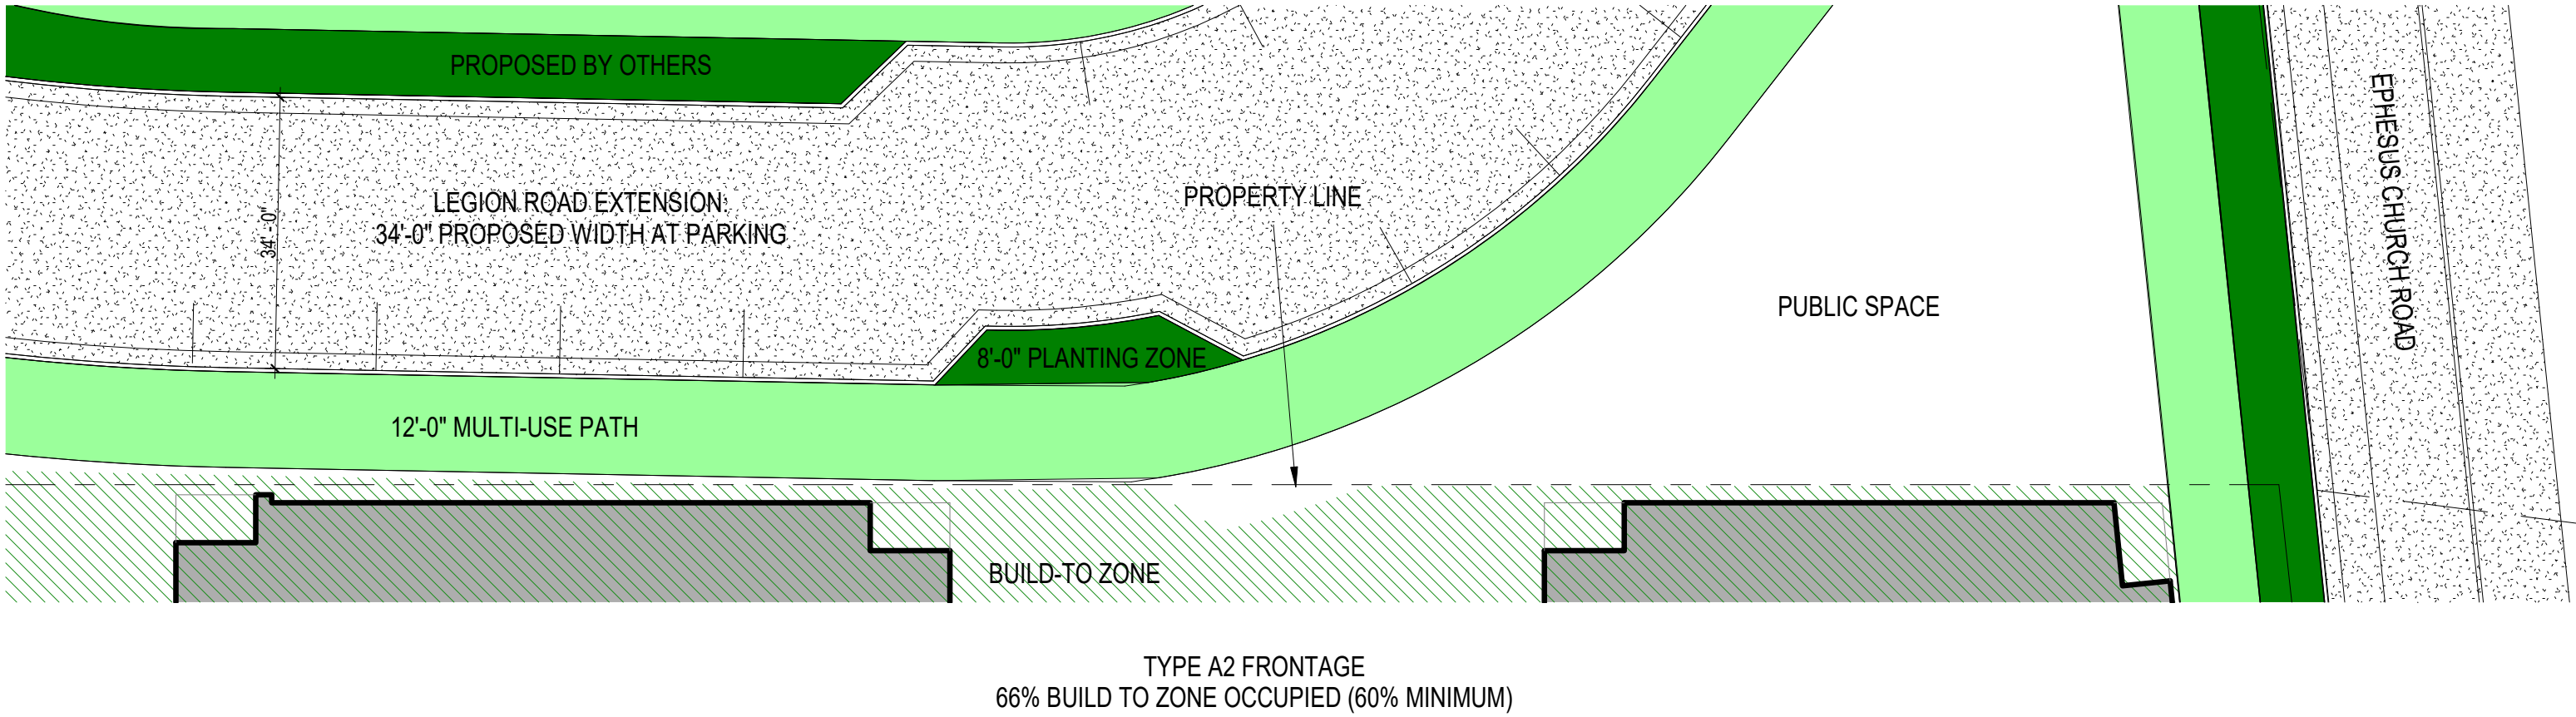 PROPOSED BY OTHERS
LEGION ROAD EXTENSION:
34'-0" PROPOSED WIDTH AT PARKING
34'-0"
PROPERTY LINE
EPHESUS CHURCH ROAD
PUBLIC SPACE
8'-0" PLANTING ZONE
12'-0" MULTI-USE PATH
BUILD-TO ZONE
TYPE A2 FRONTAGE
66% BUILD TO ZONE OCCUPIED (60% MINIMUM)